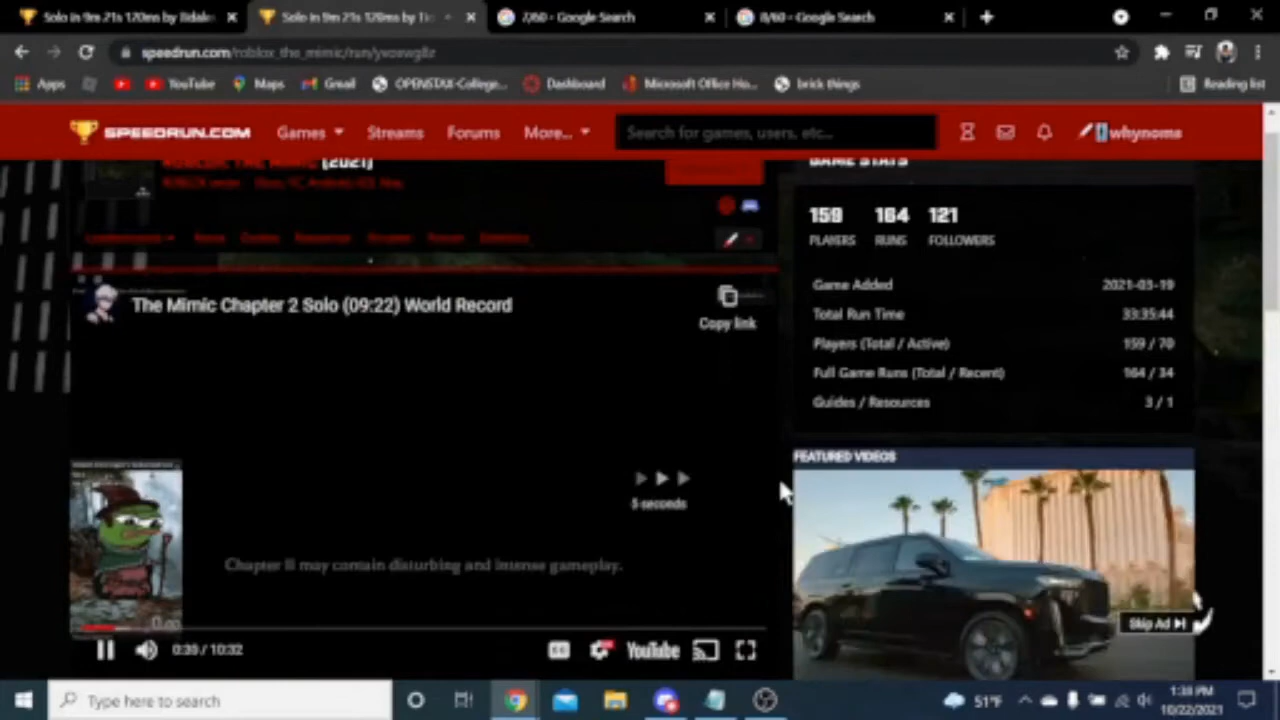 Solo in 9m 21s 120ms by
Solo in 9m 21s 120ms by
7/60 - Google Search
8/60 - Google Search
speedrun.com/roblox_the_mimic/run/
Apps
YouTube
Maps
Gmail
OPENSTAX-College...
Dashboard
Microsoft Office Ho...
brick things
Reading list
SPEEDRUN.COM
Games
Streams
Forums
More...
Search for games, users, etc...
whynoms
(2021)
GAME STATS
159 164 121
PLAYERS RUNS FOLLOWERS
Game Added 2021-03-19
Total Run Time 33:35:44
Players (Total / Active) 159 / 70
Full Game Runs (Total / Recent) 164 / 34
Guides / Resources 3 / 1
The Mimic Chapter 2 Solo (09:22) World Record
Copy link
FEATURED VIDEOS
5 seconds
Chapter II may contain disturbing and intense gameplay.
Skip Ad
0:39 / 10:32
YouTube
Type here to search
51°F
1:38 PM
10/22/2021